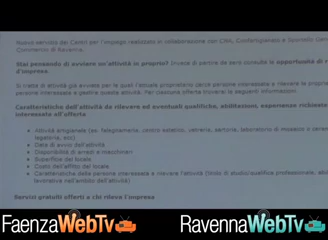 Nuovo servizio dei Centri per l'impiego realizzato in collaborazione con CNA, Confartigianato e Sportello
Commercio di Ravenna.
Stai pensando di avviare un'attività in proprio? Invece di partire da zero consulta le opportunità di
d'impresa
Si tratta di attività già avviate per le quali l'attuale proprietario cerca persone interessate a rilevare la propria
persone interessate a gestire questa attività. Per ciascuna offerta troverai le seguenti informazioni.
Caratteristiche dell'attività da rilevare ed eventuali qualifiche, abilitazioni, esperienze richieste
interessata all'offerta
• Attività artigianale (es. falegnameria, centro estetico, vetreria, sartoria, laboratorio di mosaico o ceramica
legatoria, ecc)
• Data di avvio dell'attività
• Disponibilità di arredi e macchinari
• Superfice del locale
• Costo dell'affitto del locale
• Caratteristiche della persona interessata a rilevare l'attività (titolo di studio/qualifica professionale,
lavorativa nell'ambito dell'attività)
Servizi gratuiti offerti a chi rileva l'impresa
FaenzaWebTv RavennaWebTv